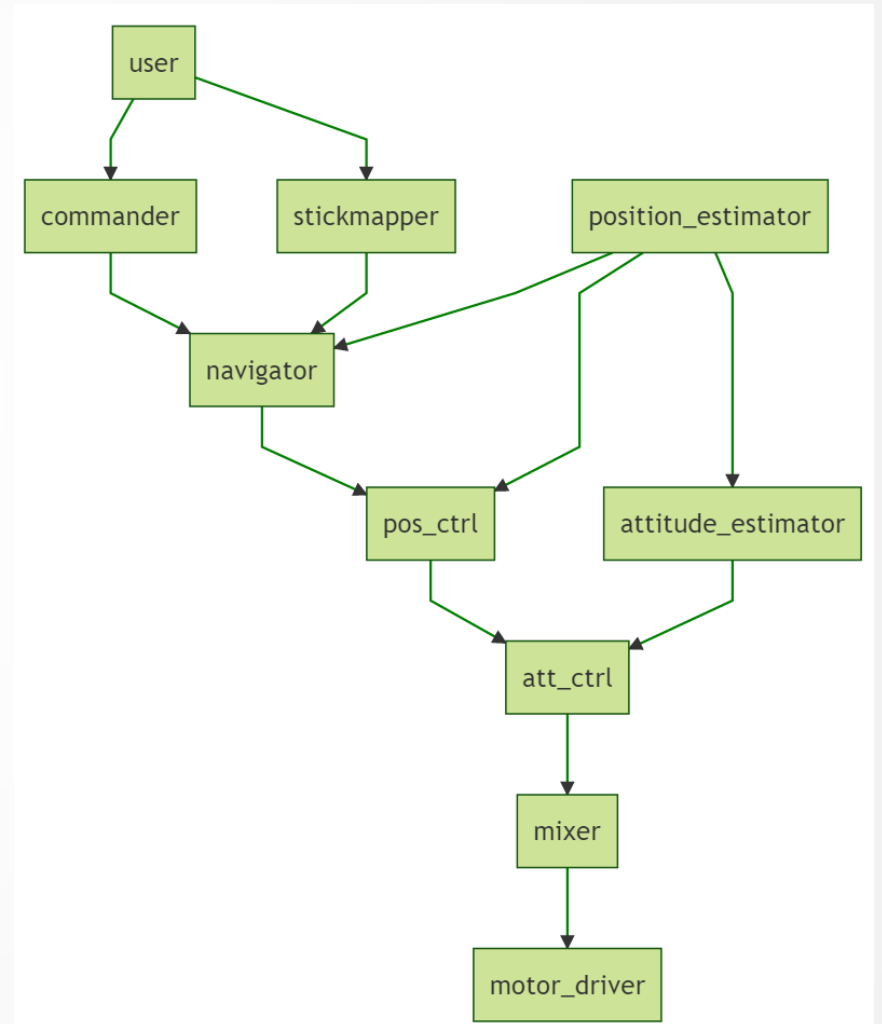 user
commander
stickmapper
position_estimator
navigator
pos_ctrl
attitude_estimator
att_ctrl
mixer
motor_driver